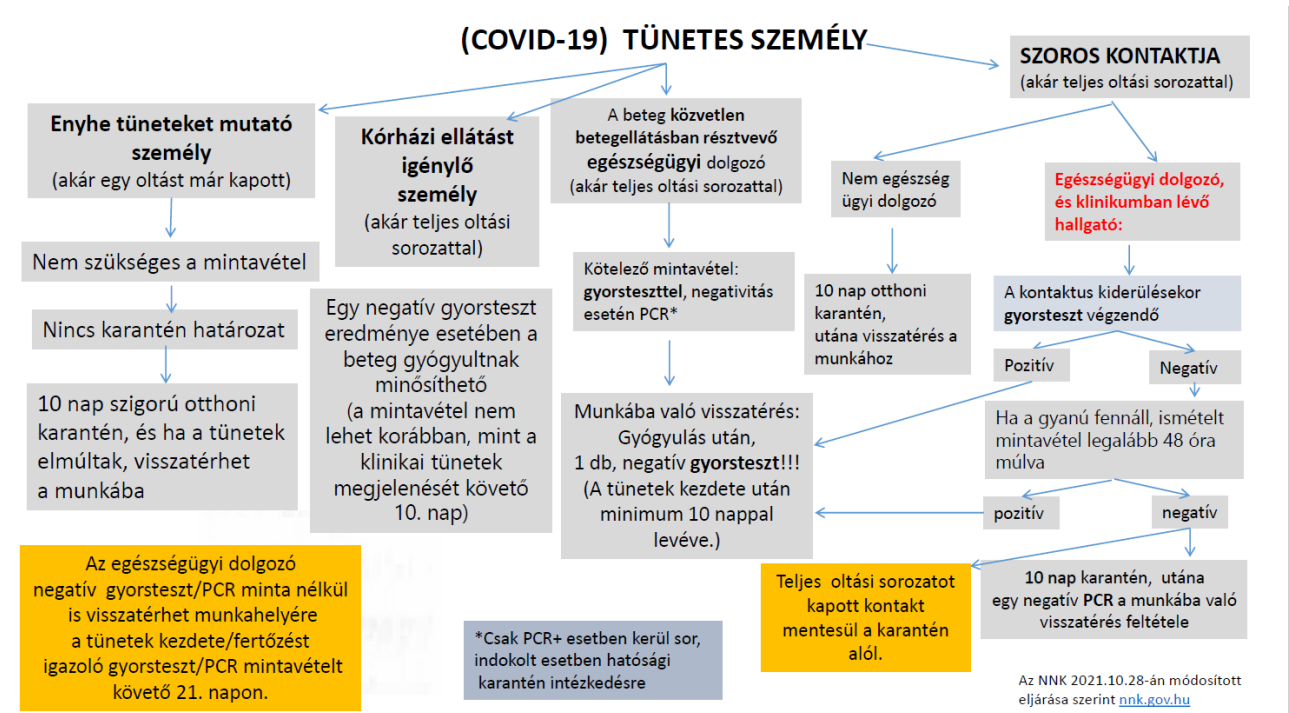 (COVID-19) TÜNETES SZEMÉLY
SZOROS KONTAKTJA
(akár teljes oltási sorozattal)
Enyhe tüneteket mutató
személy
(akár egy oltást már kapott)
Nem szükséges a mintavétel
Nincs karantén határozat
10 nap szigorú otthoni
karantén, és ha a tünetek
elmúltak, visszatérhet
a munkába
Kórházi ellátást
igénylő
személy
(akár teljes oltási
sorozattal)
Egy negatív gyorsteszt
eredménye esetében a
beteg gyógyultnak
minősíthető
(a mintavétel nem
lehet korábban, mint a
klinikai tünetek
megjelenését követő
10. nap)
A beteg közvetlen
betegellátásban résztvevő
egészségügyi dolgozó
(akár teljes oltási sorozattal)
Kötelező mintavétel:
gyorsteszttel, negativitás
esetén PCR*
Munkába való visszatérés:
Gyógyulás után,
1 db, negatív gyorsteszt!!!
(A tünetek kezdete után
minimum 10 nappal
levéve.)
Nem egészség
ügyi dolgozó
10 nap otthoni
karantén,
utána visszatérés a
munkához
Egészségügyi dolgozó,
és klinikumban lévő
hallgató:
A kontaktus kiderülésekor
gyorsteszt végzendő
Pozitív
Negatív
Ha a gyanú fennáll, ismételt
mintavétel legalább 48 óra
múlva
pozitív
negatív
Teljes oltási sorozatot
kapott kontakt
mentesül a karantén
alól.
10 nap karantén, utána
egy negatív PCR a munkába való
visszatérés feltétele
Az egészségügyi dolgozó
negatív gyorsteszt/PCR minta nélkül
is visszatérhet munkahelyére
a tünetek kezdete/fertőzést
igazoló gyorsteszt/PCR mintavételt
követő 21. napon.
*Csak PCR+ esetben kerül sor,
indokolt esetben hatósági
karantén intézkedésre
Az NNK 2021.10.28-án módosított
eljárása szerint nnk.gov.hu